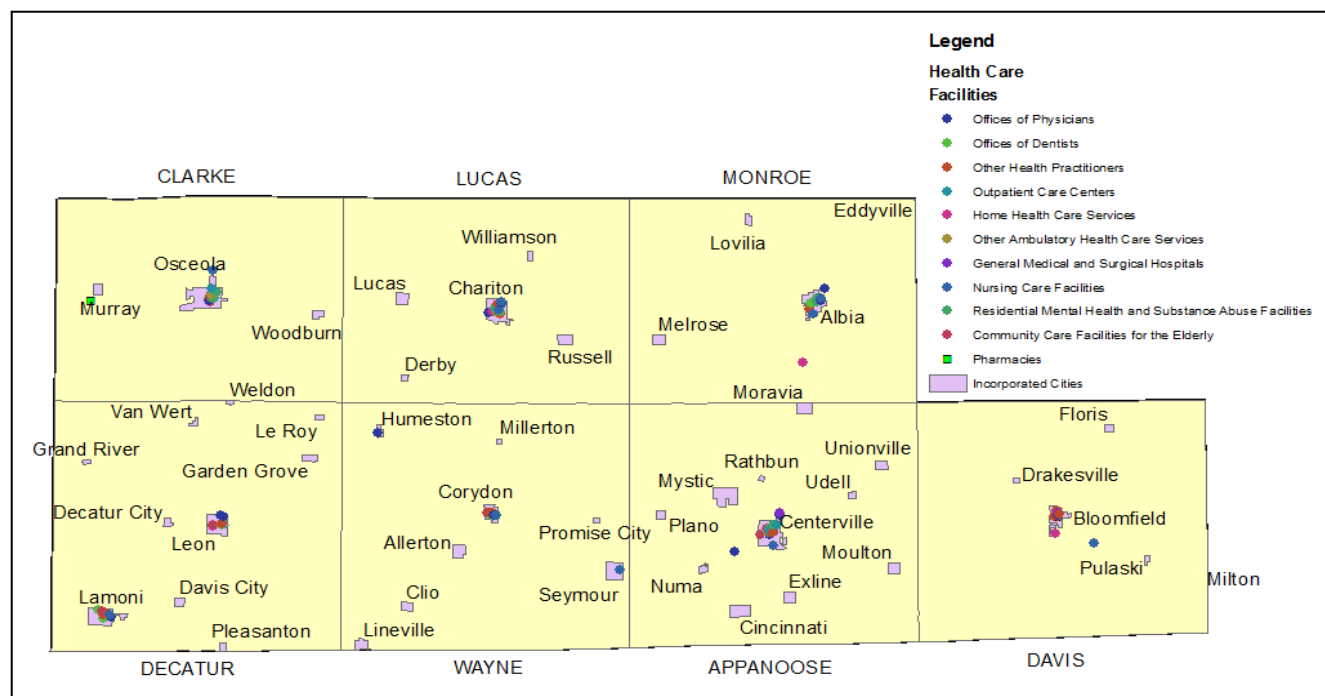 Legend
Health Care
Facilities
Offices of Physicians
Offices of Dentists
Other Health Practitioners
Outpatient Care Centers
Home Health Care Services
Other Ambulatory Health Care Services
General Medical and Surgical Hospitals
Nursing Care Facilities
Residential Mental Health and Substance Abuse Facilities
Community Care Facilities for the Elderly
Pharmacies
Incorporated Cities
CLARKE
LUCAS
MONROE
Eddyville
Lovilia
Williamson
Osceola
Lucas
Chariton
Murray
Albia
Woodburn
Melrose
Russell
Derby
Weldon
Moravia
Van Wert
Le Roy
Humeston
Millerton
Floris
Grand River
Garden Grove
Unionville
Rathbun
Mystic
Udell
Drakesville
Corydon
Decatur City
Promise City
Plano
Centerville
Bloomfield
Leon
Allerton
Moulton
Pulaski
Davis City
Numa
Exline
Milton
Lamoni
Clio
Seymour
Pleasanton
Lineville
Cincinnati
DECATUR
WAYNE
APPANOOSE
DAVIS